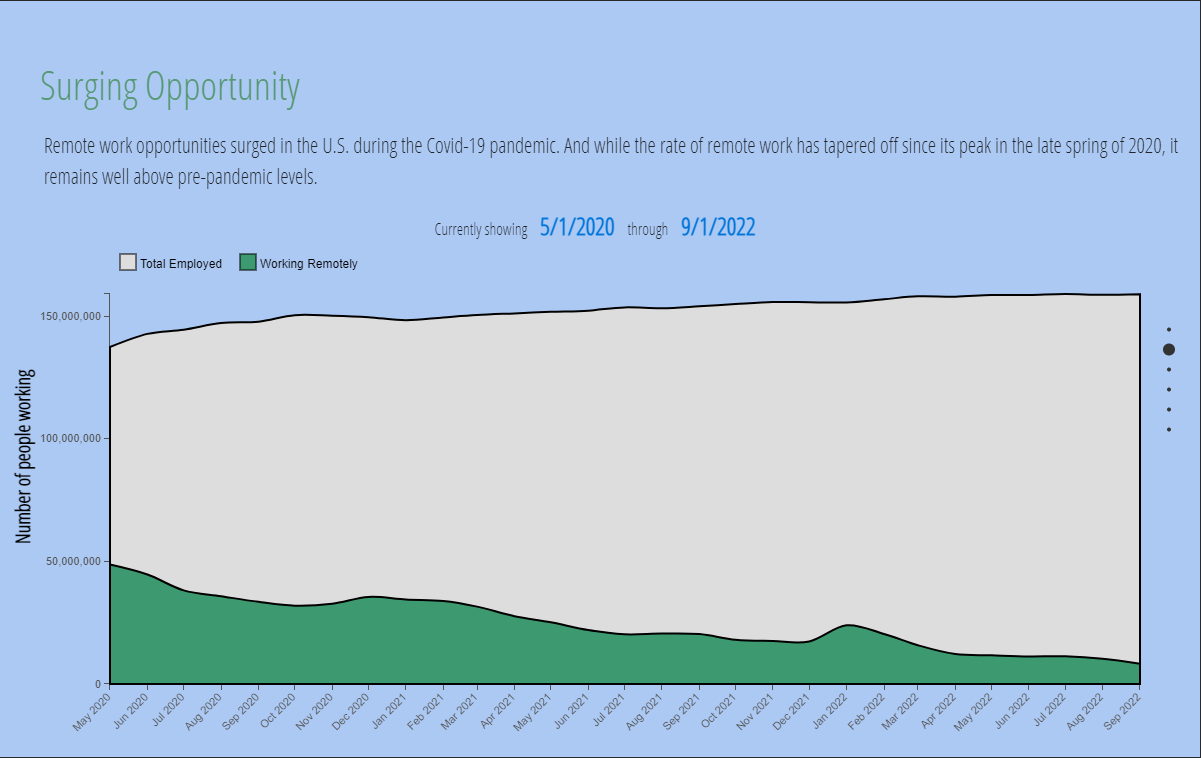 Surging Opportunity
Remote work opportunities surged in the U.S. during the Covid-19 pandemic. And while the rate of remote work has tapered off since its peak in the late spring of 2020, it
remains well above pre-pandemic levels.
Currently showing 5/1/2020 through 9/1/2022
Total Employed Working Remotely
Number of people working
150,000,000
100,000,000
50,000,000
0
May 2020 Jun 2020 Jul 2020 Aug 2020 Sep 2020 Oct 2020 Nov 2020 Dec 2020 Jan 2021 Feb 2021 Mar 2021 Apr 2021 May 2021 Jun 2021 Jul 2021 Aug 2021 Sep 2021 Oct 2021 Nov 2021 Dec 2021 Jan 2022 Feb 2022 Mar 2022 Apr 2022 May 2022 Jun 2022 Jul 2022 Aug 2022 Sep 2022